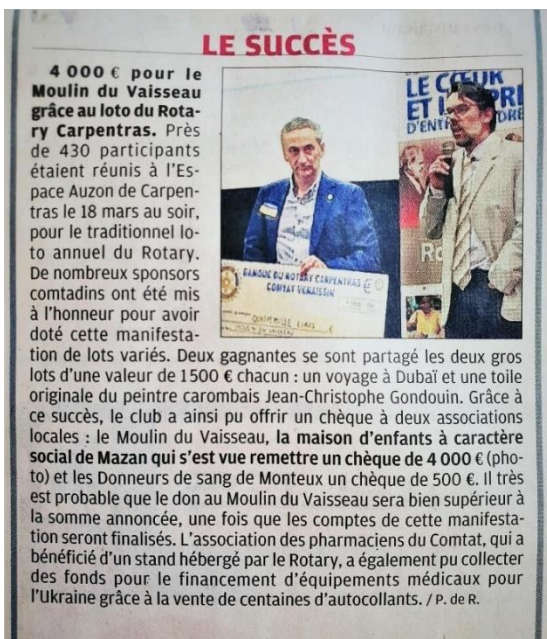 LE SUCCÈS
4 000 € pour le
Moulin du Vaisseau
grâce au loto du Rota-
ry Carpentras. Près
de 430 participants
étaient réunis à l'Es-
pace Auzon de Carpen-
tras le 18 mars au soir,
pour le traditionnel lo-
to annuel du Rotary.
De nombreux sponsors
comtadins ont été mis
à l'honneur pour avoir
doté cette manifesta-
tion de lots variés. Deux gagnantes se sont partagé les deux gros
lots d'une valeur de 1500 € chacun : un voyage à Dubaï et une toile
originale du peintre carombais Jean-Christophe Gondouin. Grâce à
ce succès, le club a ainsi pu offrir un chèque à deux associations
locales : le Moulin du Vaisseau, la maison d'enfants à caractère
social de Mazan qui s'est vue remettre un chèque de 4 000 € (pho-
to) et les Donneurs de sang de Monteux un chèque de 500 €. Il très
est probable que le don au Moulin du Vaisseau sera bien supérieur à
la somme annoncée, une fois que les comptes de cette manifesta-
tion seront finalisés. L'association des pharmaciens du Comtat, qui a
bénéficié d'un stand hébergé par le Rotary, a également pu collecter
des fonds pour le financement d'équipements médicaux pour
l'Ukraine grâce à la vente de centaines d'autocollants. / P. de R.
BANQUE DU ROTARY CARPENTRAS
COMTAT VENAISSIN
€
LE CŒUR
ET
D'ENT
Ro